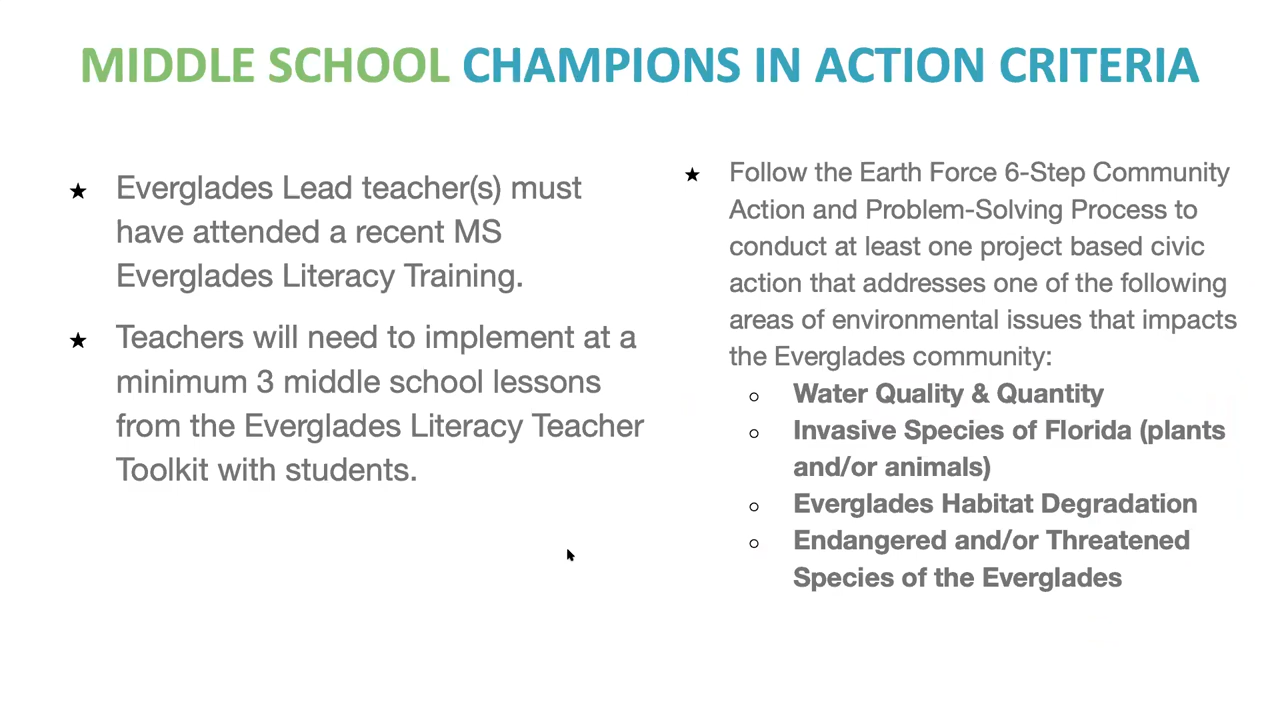 MIDDLE SCHOOL CHAMPIONS IN ACTION CRITERIA
★ Everglades Lead teacher(s) must
have attended a recent MS
Everglades Literacy Training.
★ Teachers will need to implement at a
minimum 3 middle school lessons
from the Everglades Literacy Teacher
Toolkit with students.
★ Follow the Earth Force 6-Step Community
Action and Problem-Solving Process to
conduct at least one project based civic
action that addresses one of the following
areas of environmental issues that impacts
the Everglades community:
○ Water Quality & Quantity
○ Invasive Species of Florida (plants
and/or animals)
○ Everglades Habitat Degradation
○ Endangered and/or Threatened
Species of the Everglades